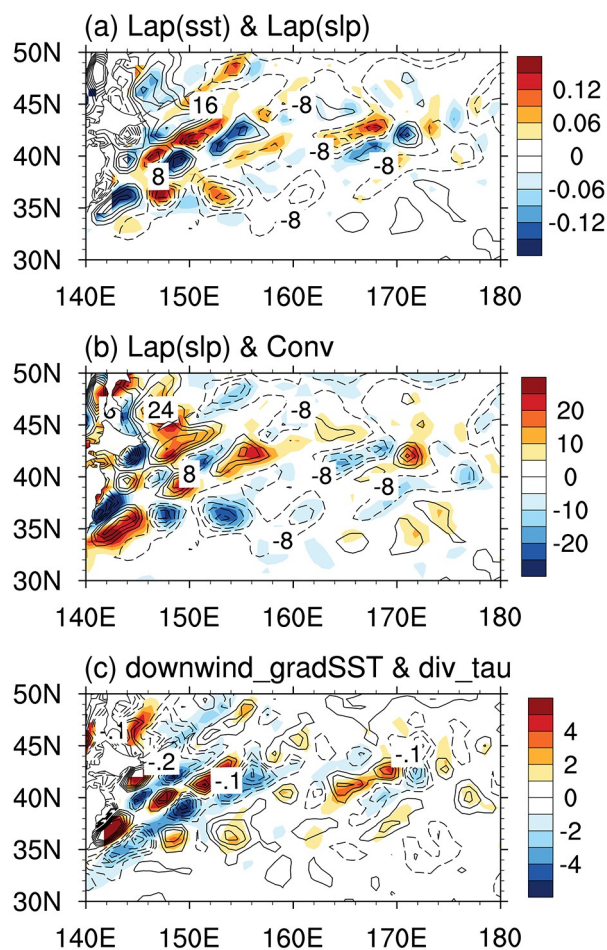 (a) Lap(sst) & Lap(slp)
50N
45N
40N
35N
30N
16
-8
-8
-8
8
-8
0.12
0.06
0
-0.06
-0.12
140E 150E 160E 170E 180
(b) Lap(slp) & Conv
50N
45N
40N
35N
30N
24
-8
8
-8
-8
-8
20
10
0
-10
-20
140E 150E 160E 170E 180
(c) downwind_gradSST & div_tau
50N
45N
40N
35N
30N
-.1
-.2
-.1
-.1
4
2
0
-2
-4
140E 150E 160E 170E 180